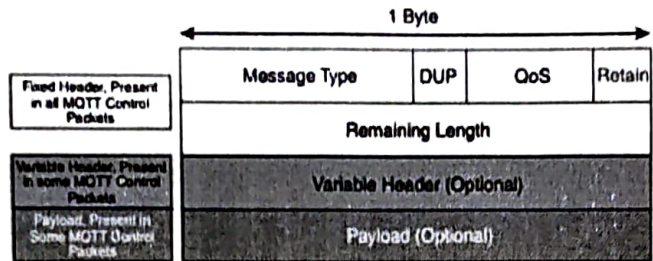 1 Byte
Message Type DUP QoS Retain
Fixed Header, Present
in all MQTT Control
Packets
Remaining Length
Variable Header, Present
in some MQTT Control
Packets
Variable Header (Optional)
Payload, Present in
Some MQTT Control
Packets
Payload (Optional)